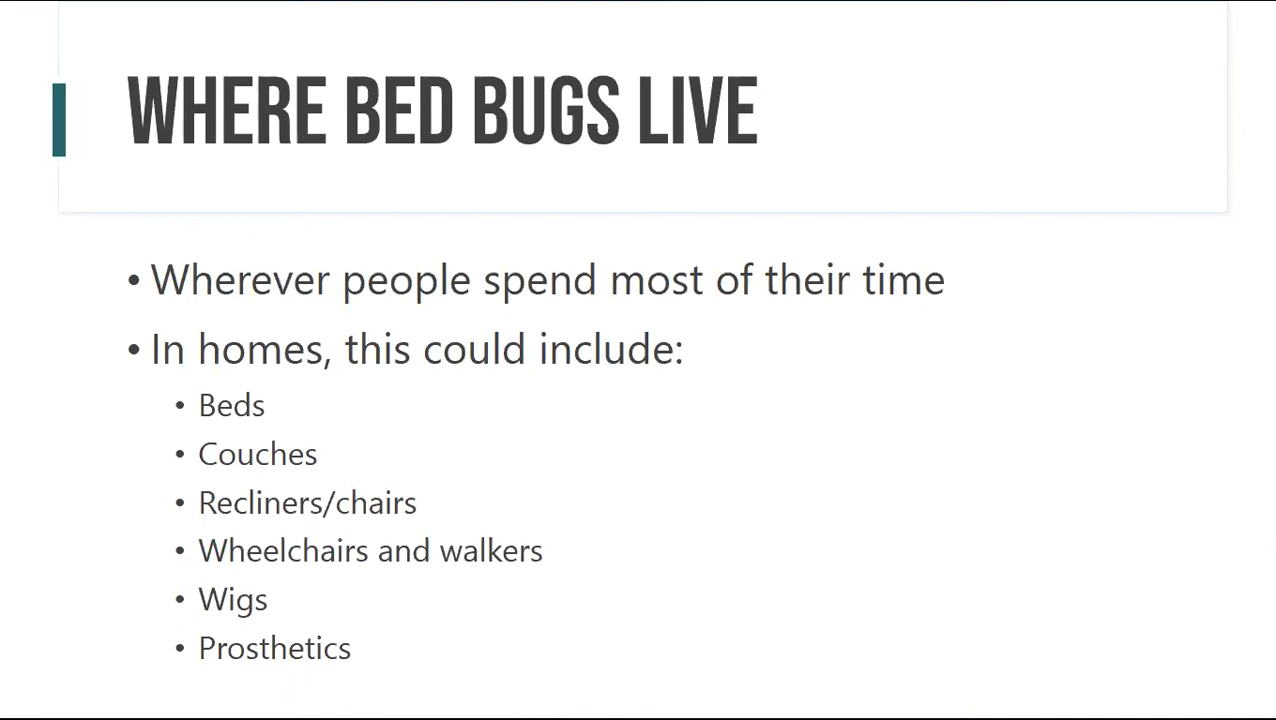 WHERE BED BUGS LIVE
• Wherever people spend most of their time
• In homes, this could include:
• Beds
• Couches
• Recliners/chairs
• Wheelchairs and walkers
• Wigs
• Prosthetics